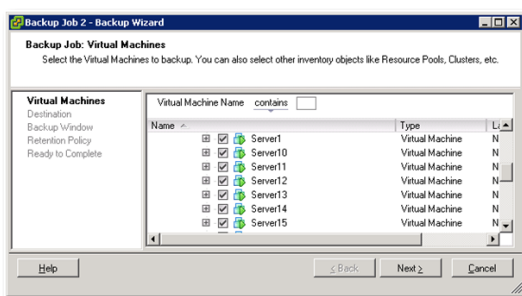 Backup Job 2 - Backup Wizard
Backup Job: Virtual Machines
Select the Virtual Machines to backup. You can also select other inventory objects like Resource Pools, Clusters, etc.
Virtual Machines
Destination
Backup Window
Retention Policy
Ready to Complete
Virtual Machine Name contains
Name Type
Server1 Virtual Machine N
Server10 Virtual Machine N
Server11 Virtual Machine N
Server12 Virtual Machine N
Server13 Virtual Machine N
Server14 Virtual Machine N
Server15 Virtual Machine N
Help < Back Next > Cancel